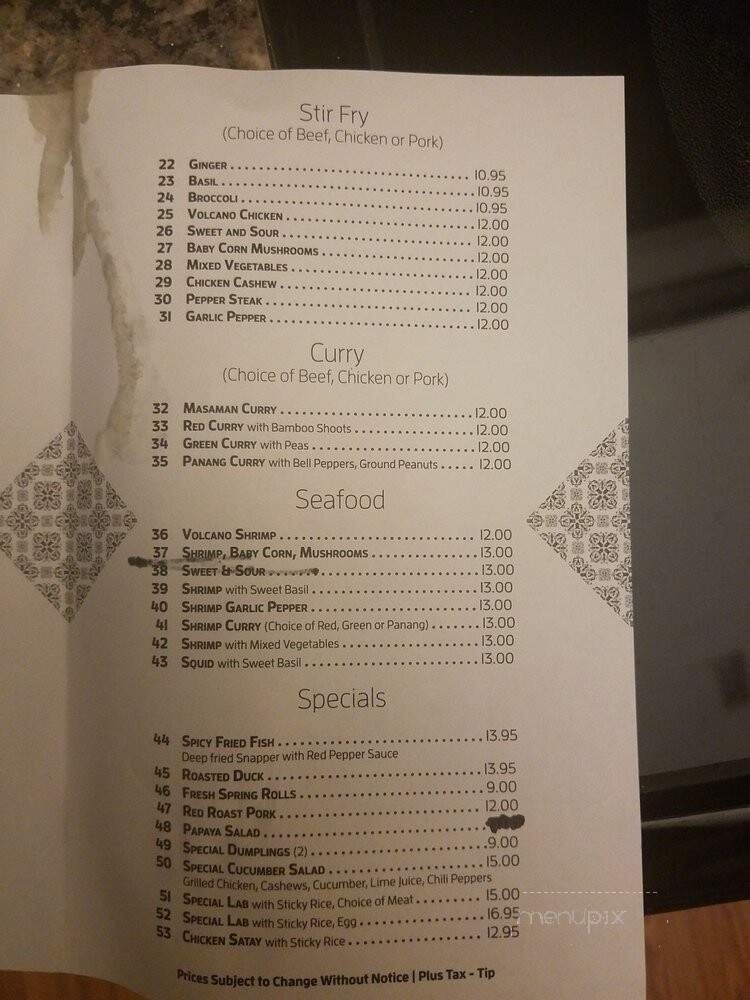 Stir Fry
(Choice of Beef, Chicken or Pork)
22 Ginger 10.95
23 Basil 10.95
24 Broccoli 10.95
25 Volcano Chicken 12.00
26 Sweet and Sour 12.00
27 Baby Corn Mushrooms 12.00
28 Mixed Vegetables 12.00
29 Chicken Cashew 12.00
30 Pepper Steak 12.00
31 Garlic Pepper 12.00
Curry
(Choice of Beef, Chicken or Pork)
32 Masaman Curry 12.00
33 Red Curry with Bamboo Shoots 12.00
34 Green Curry with Peas 12.00
35 Panang Curry with Bell Peppers, Ground Peanuts 12.00
Seafood
36 Volcano Shrimp 12.00
37 Shrimp, Baby Corn, Mushrooms 13.00
38 Sweet & Sour 13.00
39 Shrimp with Sweet Basil 13.00
40 Shrimp Garlic Pepper 13.00
41 Shrimp Curry (Choice of Red, Green or Panang) 13.00
42 Shrimp with Mixed Vegetables 13.00
43 Squid with Sweet Basil 13.00
Specials
44 Spicy Fried Fish 13.95
Deep fried Snapper with Red Pepper Sauce
45 Roasted Duck 13.95
46 Fresh Spring Rolls 9.00
47 Red Roast Pork 12.00
48 Papaya Salad
49 Special Dumplings (2) 9.00
50 Special Cucumber Salad 15.00
Grilled Chicken, Cashews, Cucumber, Lime Juice, Chili Peppers
51 Special Lab with Sticky Rice, Choice of Meat 15.00
52 Special Lab with Sticky Rice, Egg 16.95
53 Chicken Satay with Sticky Rice 12.95
Prices Subject to Change Without Notice | Plus Tax - Tip
menupix